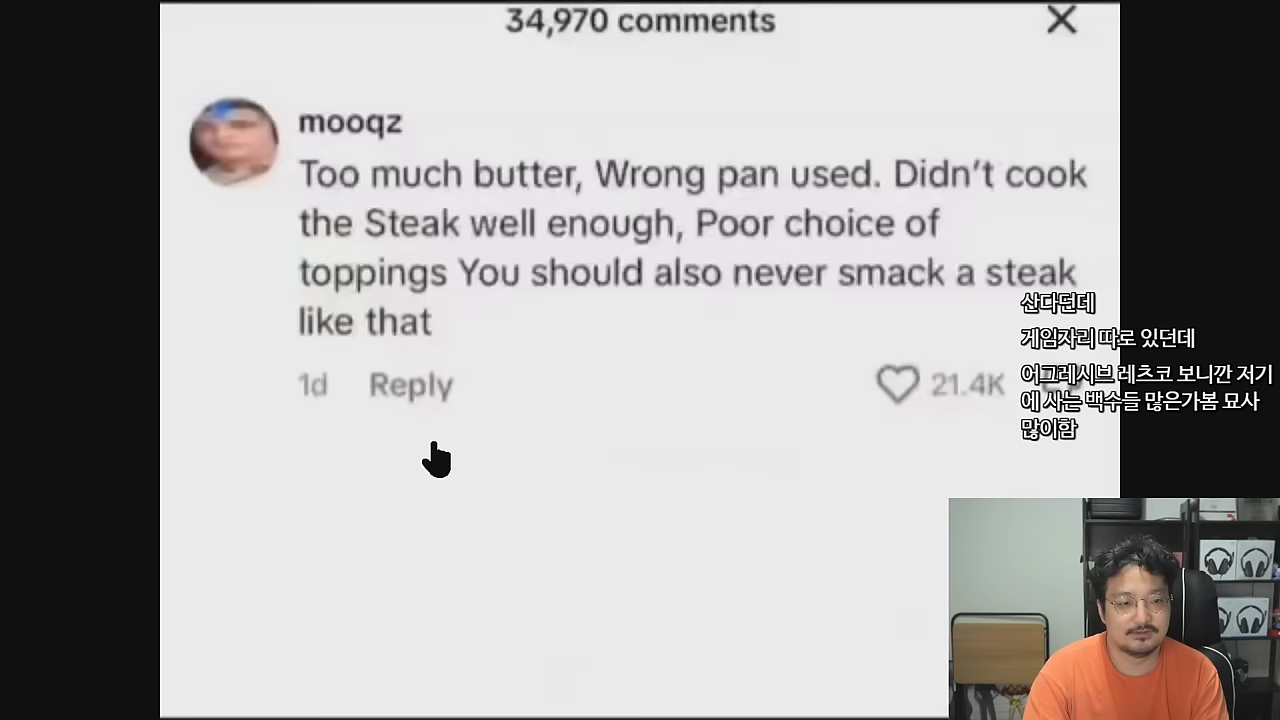 34,970 comments
mooqz
Too much butter, Wrong pan used. Didn't cook
the Steak well enough, Poor choice of
toppings You should also never smack a steak
like that
1d Reply 21.4K
산다던데
게임자리 따로 있던데
어그레시브 레츠코 보니깐 저기
에 사는 백수들 많은가봄 묘사
많이함